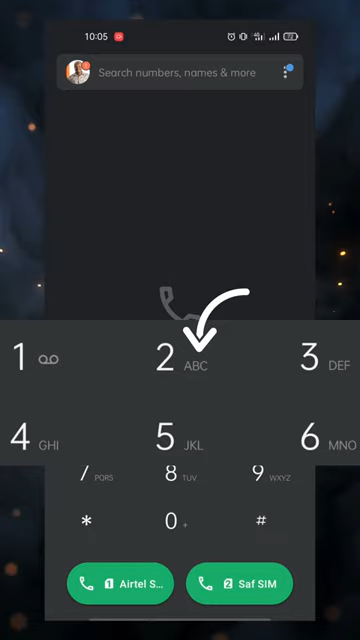 10:05 72
Search numbers, names & more
1 2 ABC 3 DEF
4 GHI 5 JKL 6 MNO
7 PQRS 8 TUV 9 WXYZ
* 0 + #
1 Airtel S... 2 Saf SIM